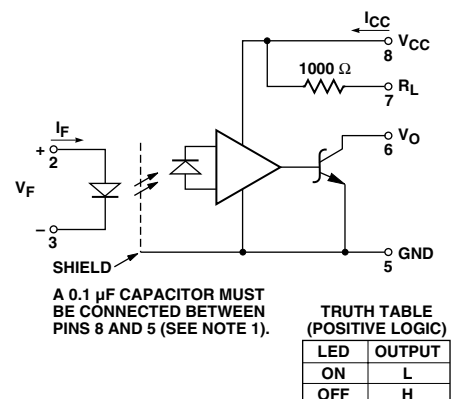 ICC
VCC
8
1000 Ω
RL
7
IF
VO
6
+
2
VF
–
3
SHIELD
GND
5
A 0.1 µF CAPACITOR MUST
BE CONNECTED BETWEEN
PINS 8 AND 5 (SEE NOTE 1).
TRUTH TABLE
(POSITIVE LOGIC)
LED OUTPUT
ON L
OFF H